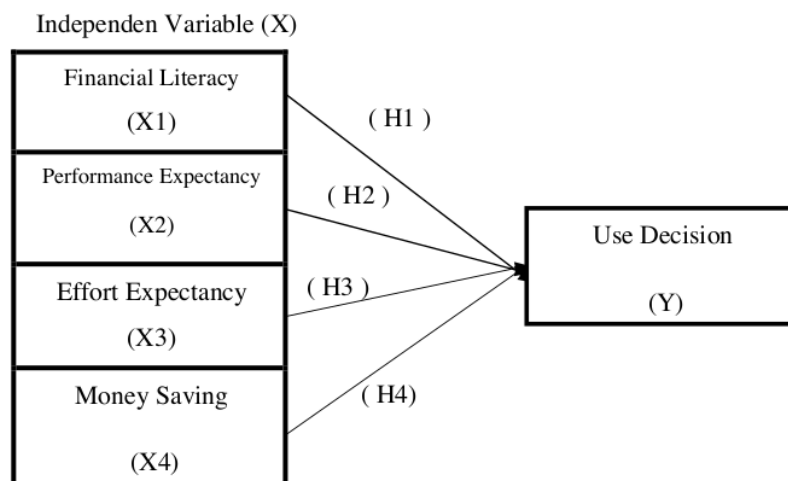 Independen Variable (X)
Financial Literacy
(X1)
( H1 )
Performance Expectancy
(X2)
( H2 )
Effort Expectancy
(X3)
( H3 )
Money Saving
(X4)
( H4)
Use Decision
(Y)